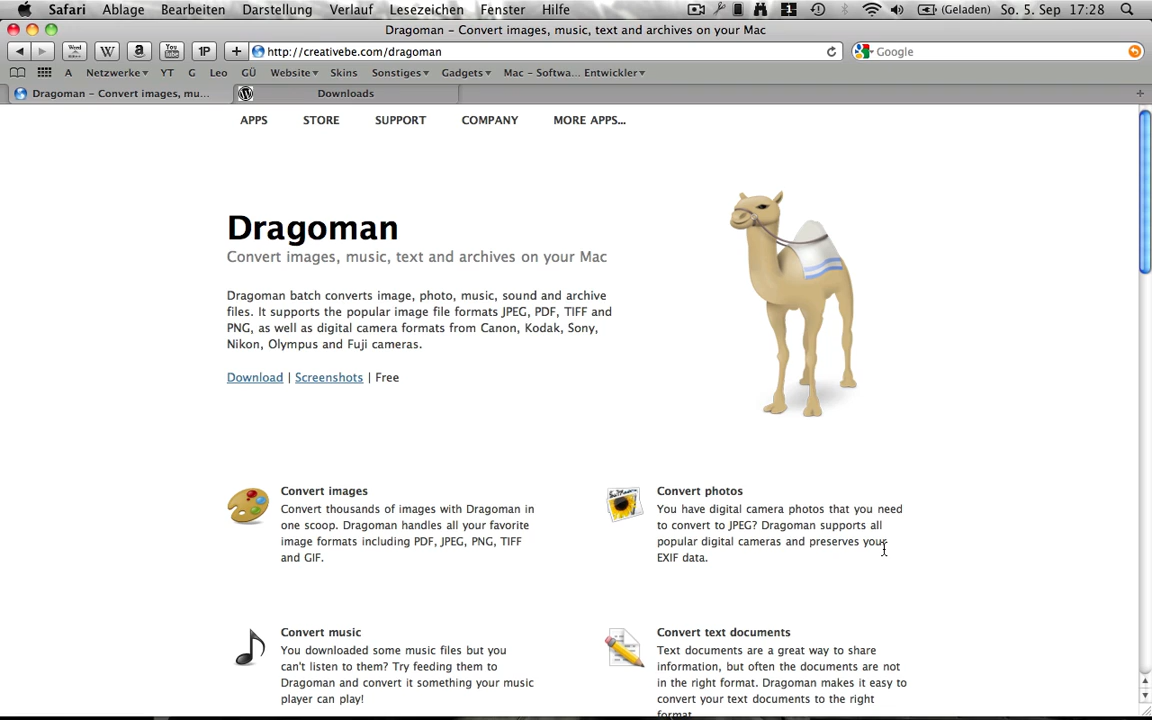 Safari Ablage Bearbeiten Darstellung Verlauf Lesezeichen Fenster Hilfe (Geladen) So. 5. Sep 17:28
Dragoman – Convert images, music, text and archives on your Mac
W a You Tube 1P + http://creativebe.com/dragoman Google
A Netzwerke YT G Leo GÜ Website Skins Sonstiges Gadgets Mac – Softwa... Entwickler
Dragoman – Convert images, mu... Downloads
APPS STORE SUPPORT COMPANY MORE APPS...
Dragoman
Convert images, music, text and archives on your Mac
Dragoman batch converts image, photo, music, sound and archive
files. It supports the popular image file formats JPEG, PDF, TIFF and
PNG, as well as digital camera formats from Canon, Kodak, Sony,
Nikon, Olympus and Fuji cameras.
Download | Screenshots | Free
Convert images
Convert thousands of images with Dragoman in
one scoop. Dragoman handles all your favorite
image formats including PDF, JPEG, PNG, TIFF
and GIF.
Convert photos
You have digital camera photos that you need
to convert to JPEG? Dragoman supports all
popular digital cameras and preserves your
EXIF data.
Convert music
You downloaded some music files but you
can't listen to them? Try feeding them to
Dragoman and convert it something your music
player can play!
Convert text documents
Text documents are a great way to share
information, but often the documents are not
in the right format. Dragoman makes it easy to
convert your text documents to the right
format.